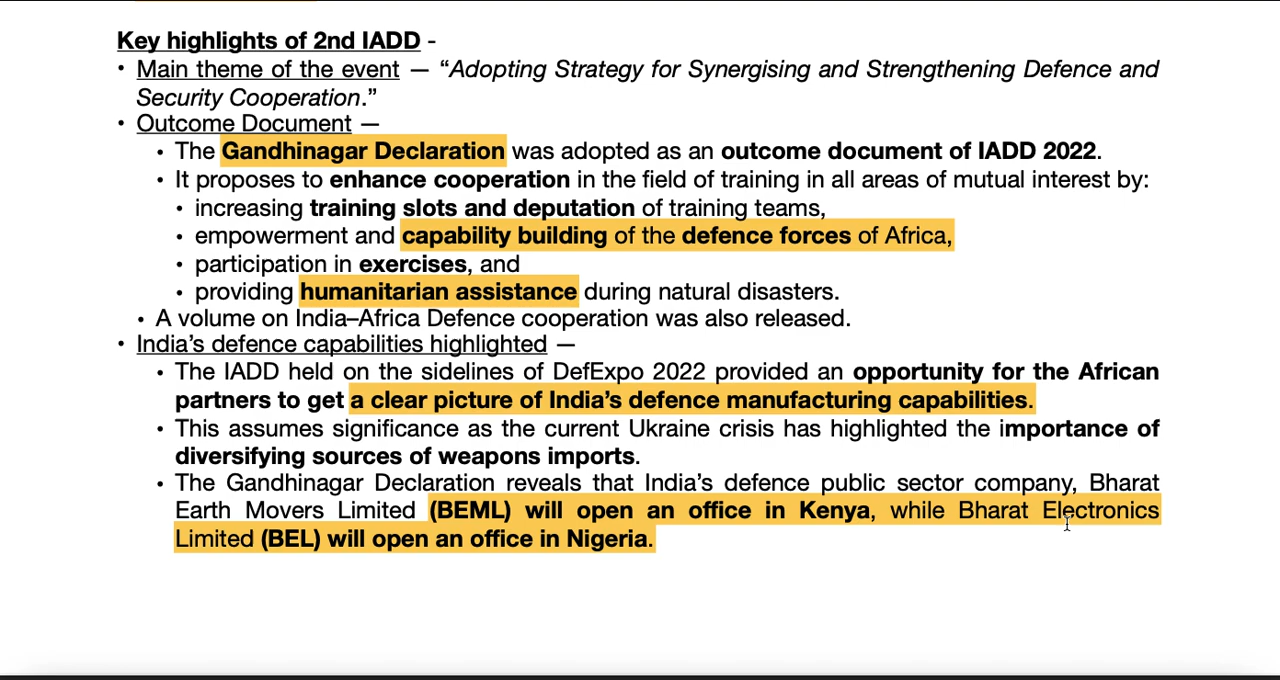 Key highlights of 2nd IADD -
• Main theme of the event — “Adopting Strategy for Synergising and Strengthening Defence and
Security Cooperation.”
• Outcome Document —
• The Gandhinagar Declaration was adopted as an outcome document of IADD 2022.
• It proposes to enhance cooperation in the field of training in all areas of mutual interest by:
• increasing training slots and deputation of training teams,
• empowerment and capability building of the defence forces of Africa,
• participation in exercises, and
• providing humanitarian assistance during natural disasters.
• A volume on India–Africa Defence cooperation was also released.
• India’s defence capabilities highlighted —
• The IADD held on the sidelines of DefExpo 2022 provided an opportunity for the African
partners to get a clear picture of India’s defence manufacturing capabilities.
• This assumes significance as the current Ukraine crisis has highlighted the importance of
diversifying sources of weapons imports.
• The Gandhinagar Declaration reveals that India’s defence public sector company, Bharat
Earth Movers Limited (BEML) will open an office in Kenya, while Bharat Electronics
Limited (BEL) will open an office in Nigeria.